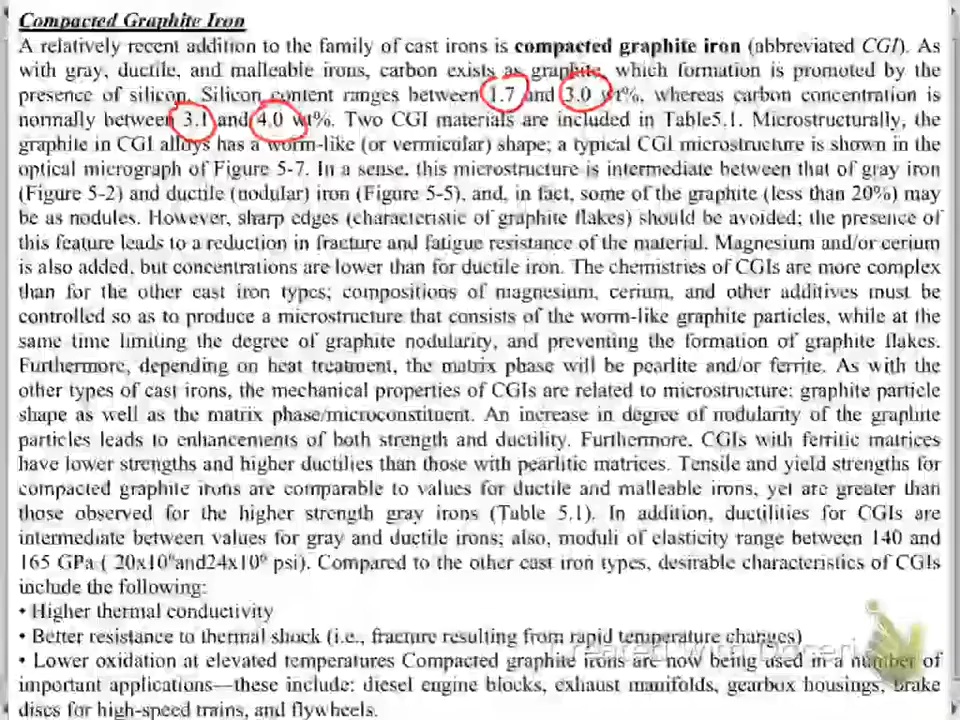 Compacted Graphite Iron
A relatively recent addition to the family of cast irons is compacted graphite iron (abbreviated CGI). As
with gray, ductile, and malleable irons, carbon exists as graphite, which formation is promoted by the
presence of silicon. Silicon content ranges between 1.7 and 3.0 wt%, whereas carbon concentration is
normally between 3.1 and 4.0 wt%. Two CGI materials are included in Table5.1. Microstructurally, the
graphite in CGI alloys has a worm-like (or vermicular) shape; a typical CGI microstructure is shown in the
optical micrograph of Figure 5-7. In a sense, this microstructure is intermediate between that of gray iron
(Figure 5-2) and ductile (nodular) iron (Figure 5-5), and, in fact, some of the graphite (less than 20%) may
be as nodules. However, sharp edges (characteristic of graphite flakes) should be avoided; the presence of
this feature leads to a reduction in fracture and fatigue resistance of the material. Magnesium and/or cerium
is also added, but concentrations are lower than for ductile iron. The chemistries of CGIs are more complex
than for the other cast iron types; compositions of magnesium, cerium, and other additives must be
controlled so as to produce a microstructure that consists of the worm-like graphite particles, while at the
same time limiting the degree of graphite nodularity, and preventing the formation of graphite flakes.
Furthermore, depending on heat treatment, the matrix phase will be pearlite and/or ferrite. As with the
other types of cast irons, the mechanical properties of CGIs are related to microstructure: graphite particle
shape as well as the matrix phase/microconstituent. An increase in degree of nodularity of the graphite
particles leads to enhancements of both strength and ductility. Furthermore, CGIs with ferritic matrices
have lower strengths and higher ductilies than those with pearlitic matrices. Tensile and yield strengths for
compacted graphite irons are comparable to values for ductile and malleable irons, yet are greater than
those observed for the higher strength gray irons (Table 5.1). In addition, ductilities for CGIs are
intermediate between values for gray and ductile irons; also, moduli of elasticity range between 140 and
165 GPa ( 20x10⁶and24x10⁶ psi). Compared to the other cast iron types, desirable characteristics of CGIs
include the following:
• Higher thermal conductivity
• Better resistance to thermal shock (i.e., fracture resulting from rapid temperature changes)
• Lower oxidation at elevated temperatures Compacted graphite irons are now being used in a number of
important applications—these include: diesel engine blocks, exhaust manifolds, gearbox housings, brake
discs for high-speed trains, and flywheels.